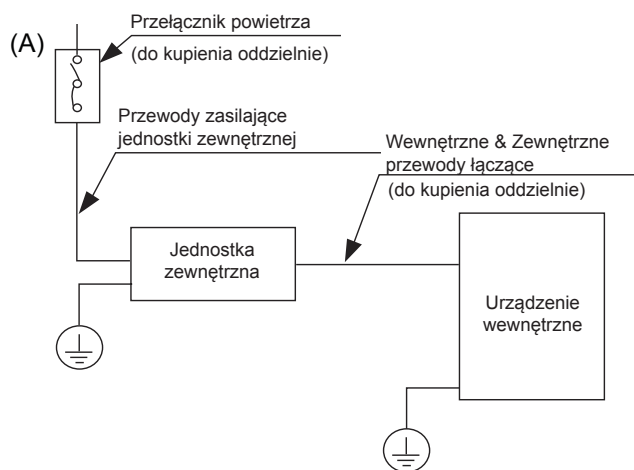 (A)
Przełącznik powietrza
(do kupienia oddzielnie)
Przewody zasilające
jednostki zewnętrznej
Wewnętrzne & Zewnętrzne
przewody łączące
(do kupienia oddzielnie)
Jednostka
zewnętrzna
Urządzenie
wewnętrzne